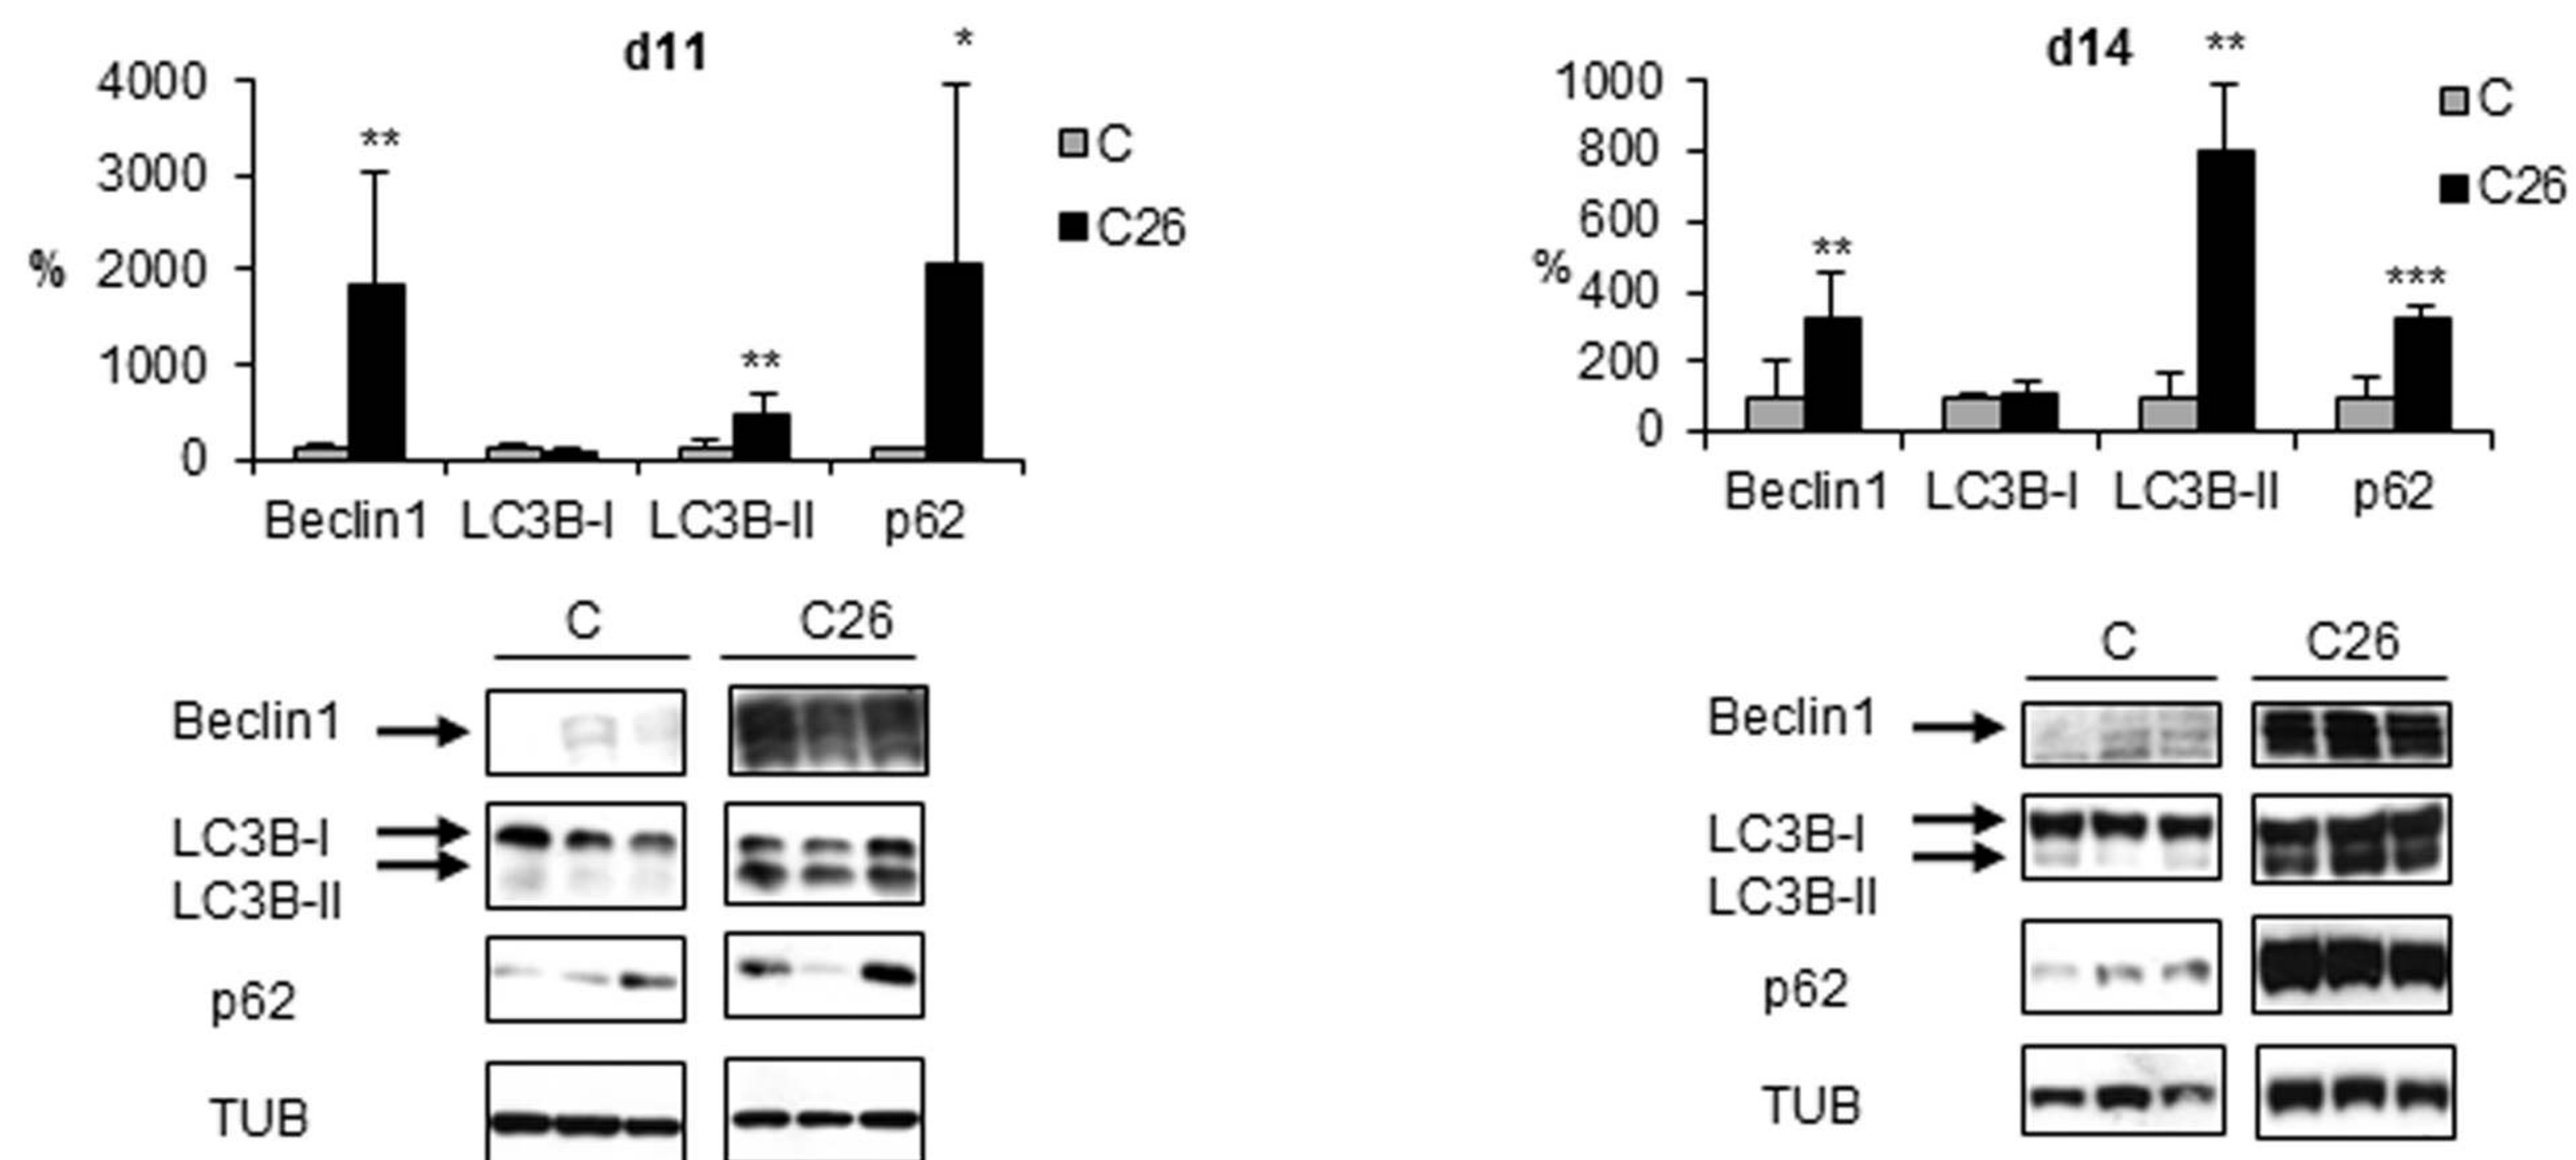 d11
*
4000
**
C
3000
C26
% 2000
**
1000
0
Beclin1 LC3B-I LC3B-II p62
C C26
Beclin1
LC3B-I
LC3B-II
p62
TUB
d14
**
1000
C
800
C26
600
**
%
400
***
200
0
Beclin1 LC3B-I LC3B-II p62
C C26
Beclin1
LC3B-I
LC3B-II
p62
TUB